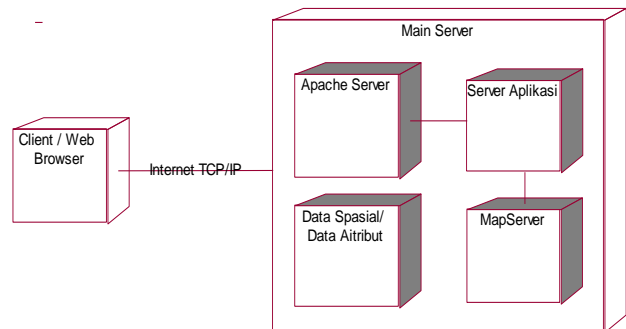 Main Server
Apache Server
Server Aplikasi
Client / Web
Browser
Internet TCP/IP
Data Spasial/
Data Aitribut
MapServer